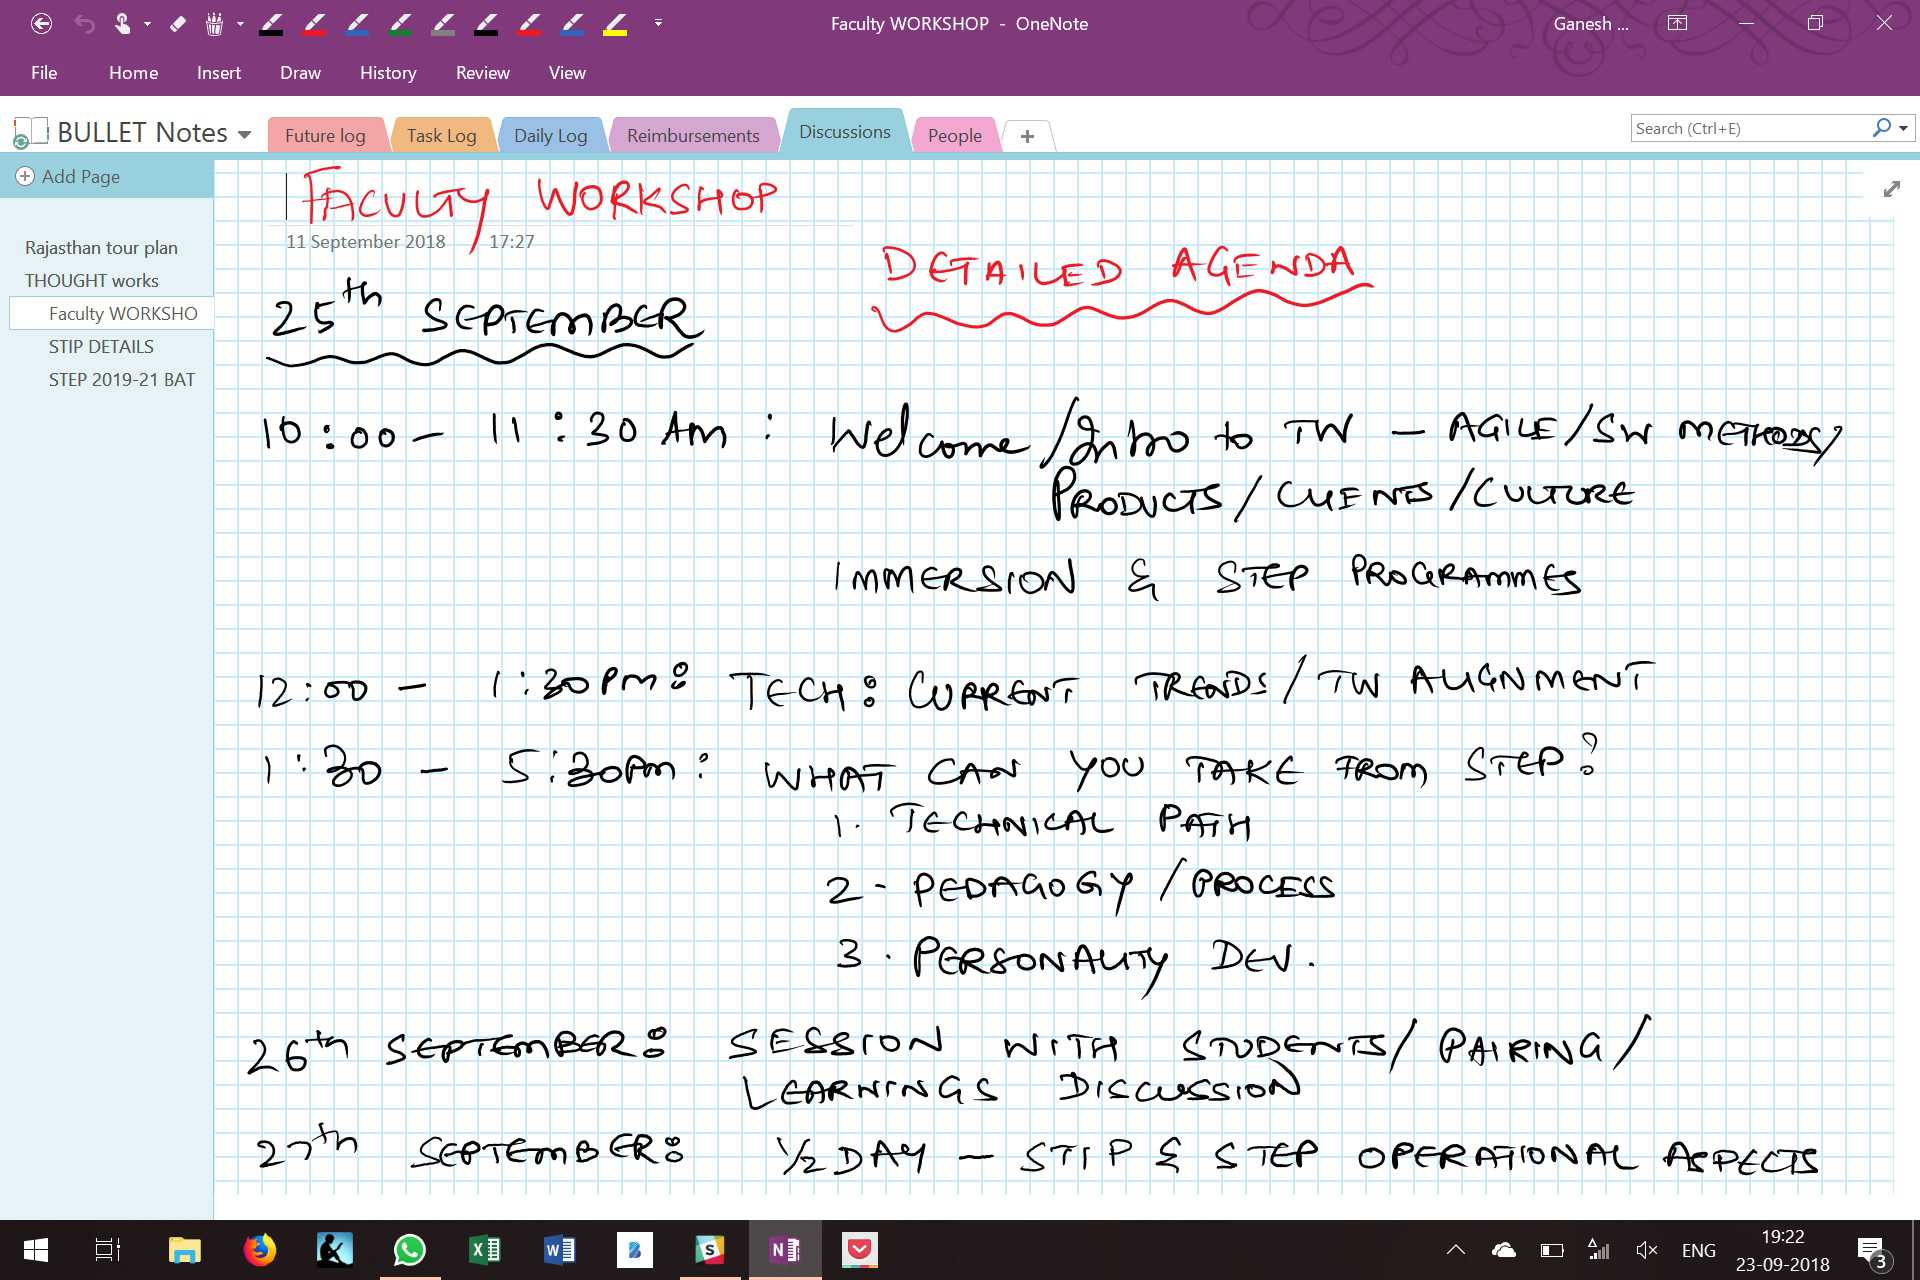 Faculty WORKSHOP - OneNote
Ganesh ...
File Home Insert Draw History Review View
BULLET Notes
Future log Task Log Daily Log Reimbursements Discussions People +
Search (Ctrl+E)
Add Page
Rajasthan tour plan
THOUGHT works
Faculty WORKSHO
STIP DETAILS
STEP 2019-21 BAT
FACULTY WORKSHOP
11 September 2018 17:27
DETAILED AGENDA
25th SEPTEMBER
10:00 - 11:30 AM : Welcome/Intro to TW - AGILE/SW METHODS/
PRODUCTS/CLIENTS/CULTURE
IMMERSION & STEP PROGRAMMES
12:00 - 1:30PM: TECH: CURRENT TRENDS/TW ALIGNMENT
1:30 - 5:30PM: WHAT CAN YOU TAKE FROM STEP?
1. TECHNICAL PATH
2- PEDAGOGY/PROCESS
3. PERSONALITY DEV.
26th SEPTEMBER: SESSION WITH STUDENTS/PAIRING/
LEARNINGS DISCUSSION
27th SEPTEMBER: 1/2 DAY - STIP & STEP OPERATIONAL ASPECTS
ENG
19:22
23-09-2018
3